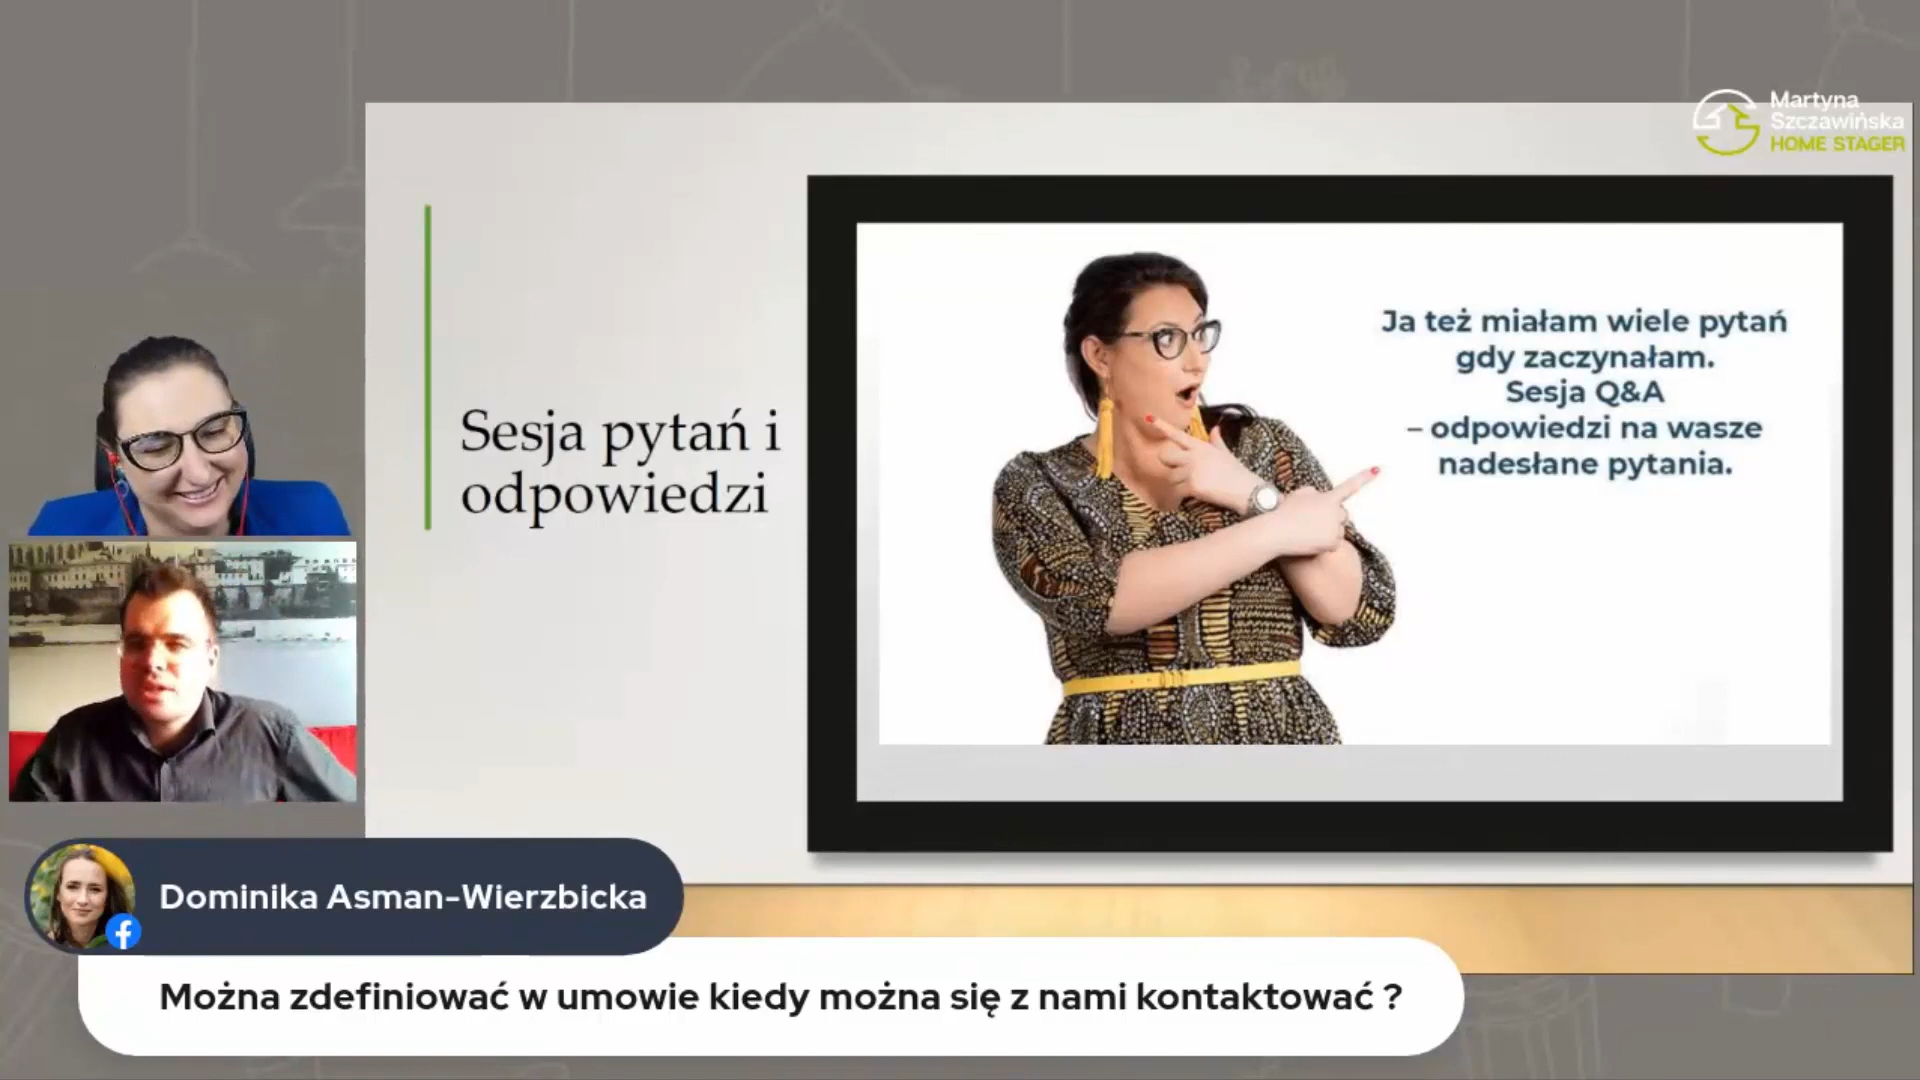 Martyna
Szczawińska
HOME STAGER
Sesja pytań i
odpowiedzi
Ja też miałam wiele pytań
gdy zaczynałam.
Sesja Q&A
– odpowiedzi na wasze
nadesłane pytania.
Dominika Asman-Wierzbicka
Można zdefiniować w umowie kiedy można się z nami kontaktować ?